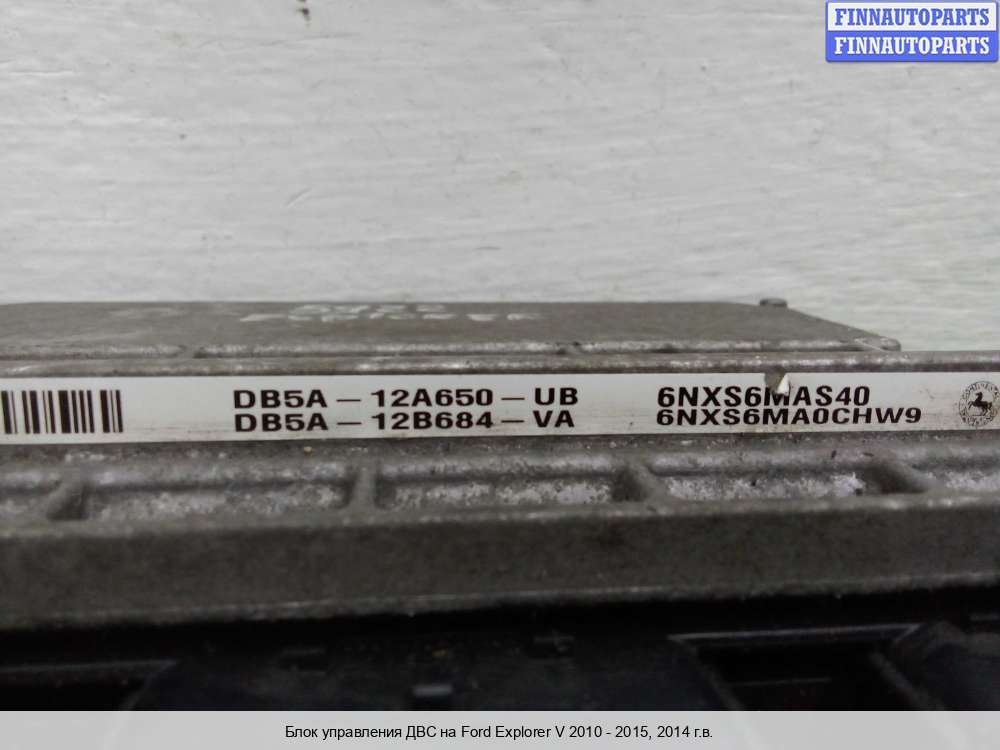 FINNAUTOPARTS
FINNAUTOPARTS
DB5A - 12A650 - UB 6NXS6MAS40
DB5A - 12B684 - VA 6NXS6MA0CHW9
Блок управления ДВС на Ford Explorer V 2010 - 2015, 2014 г.в.